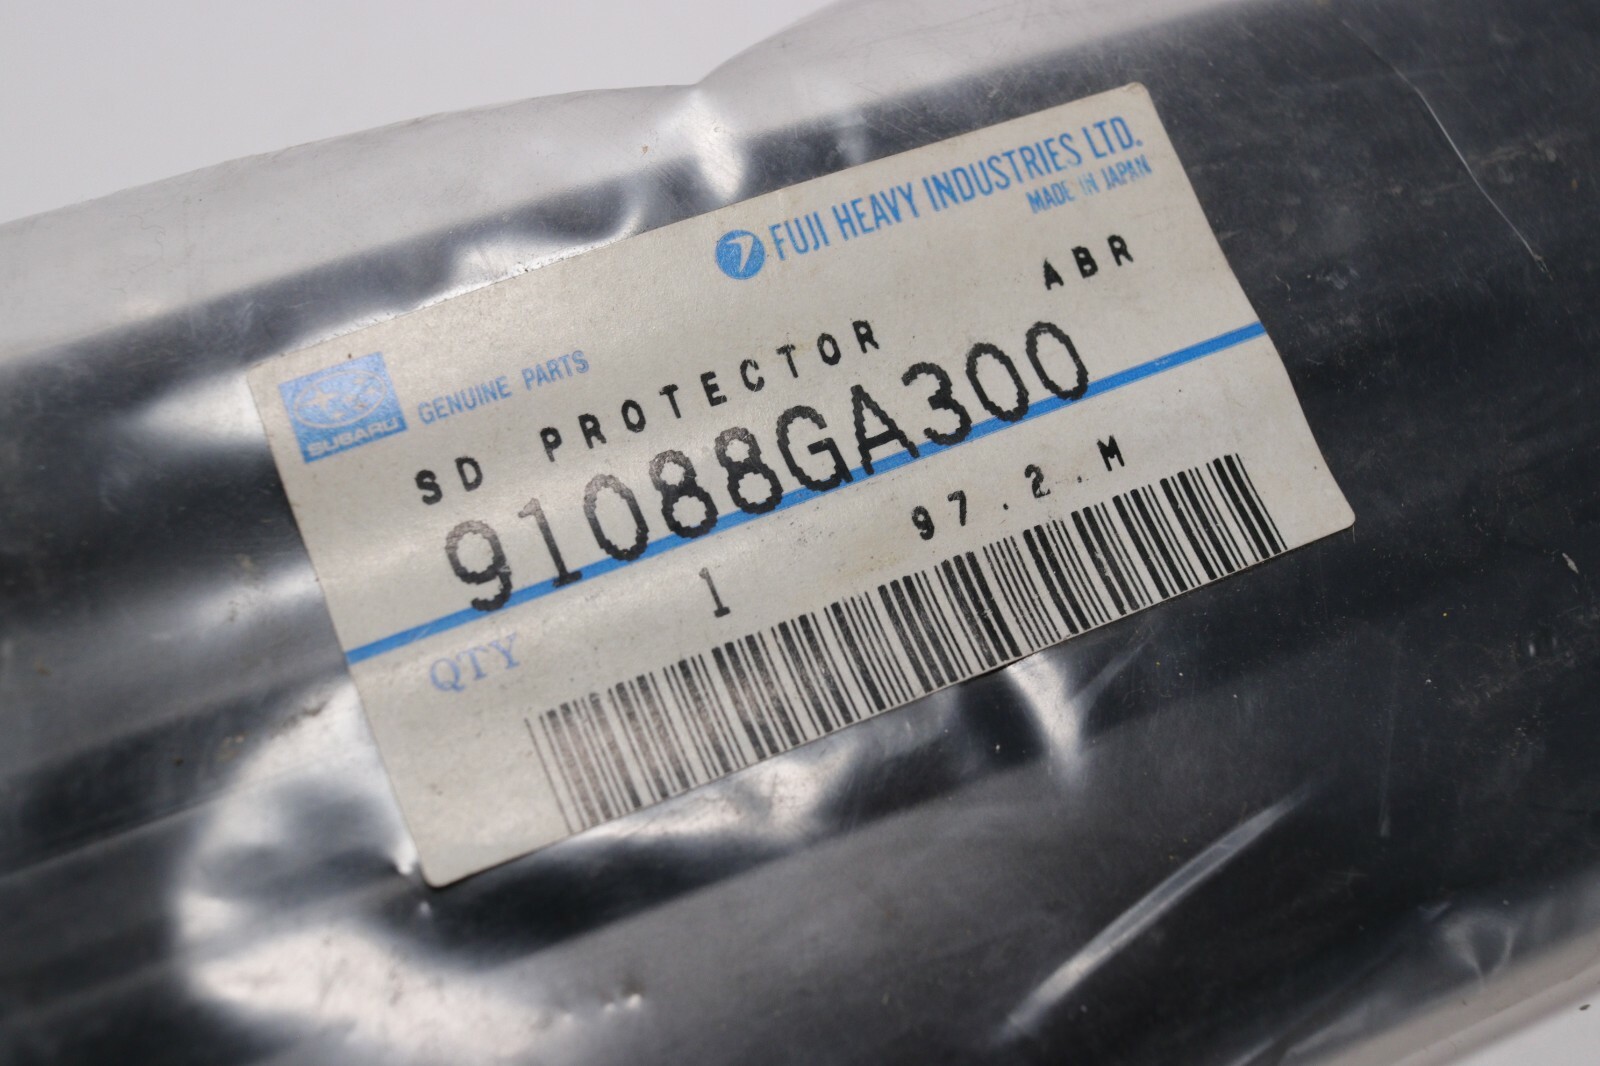 FUJI HEAVY INDUSTRIES LTD.
MADE IN JAPAN
SUBARU GENUINE PARTS
ABR
SD PROTECTOR
91088GA300
97.2.M
QTY 1